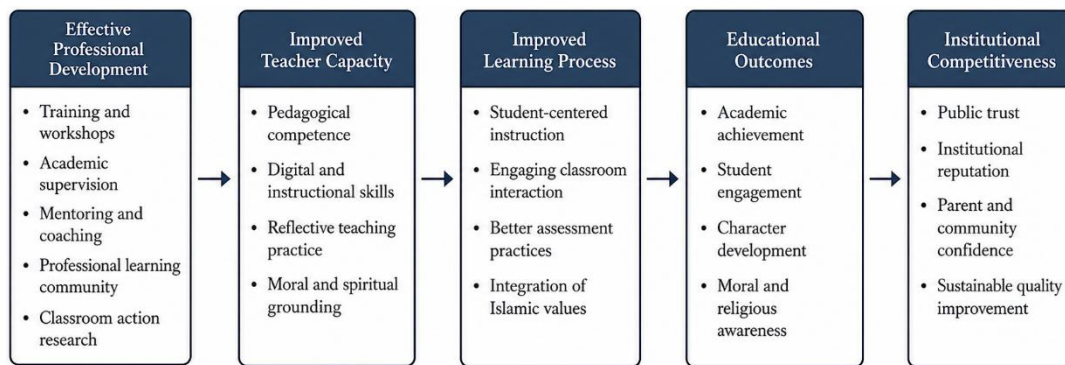 Effective
Professional
Development
• Training and
workshops
• Academic
supervision
• Mentoring and
coaching
• Professional learning
community
• Classroom action
research
Improved
Teacher Capacity
• Pedagogical
competence
• Digital and
instructional skills
• Reflective teaching
practice
• Moral and spiritual
grounding
Improved
Learning Process
• Student-centered
instruction
• Engaging classroom
interaction
• Better assessment
practices
• Integration of
Islamic values
Educational
Outcomes
• Academic
achievement
• Student
engagement
• Character
development
• Moral and
religious
awareness
Institutional
Competitiveness
• Public trust
• Institutional
reputation
• Parent and
community
confidence
• Sustainable quality
improvement